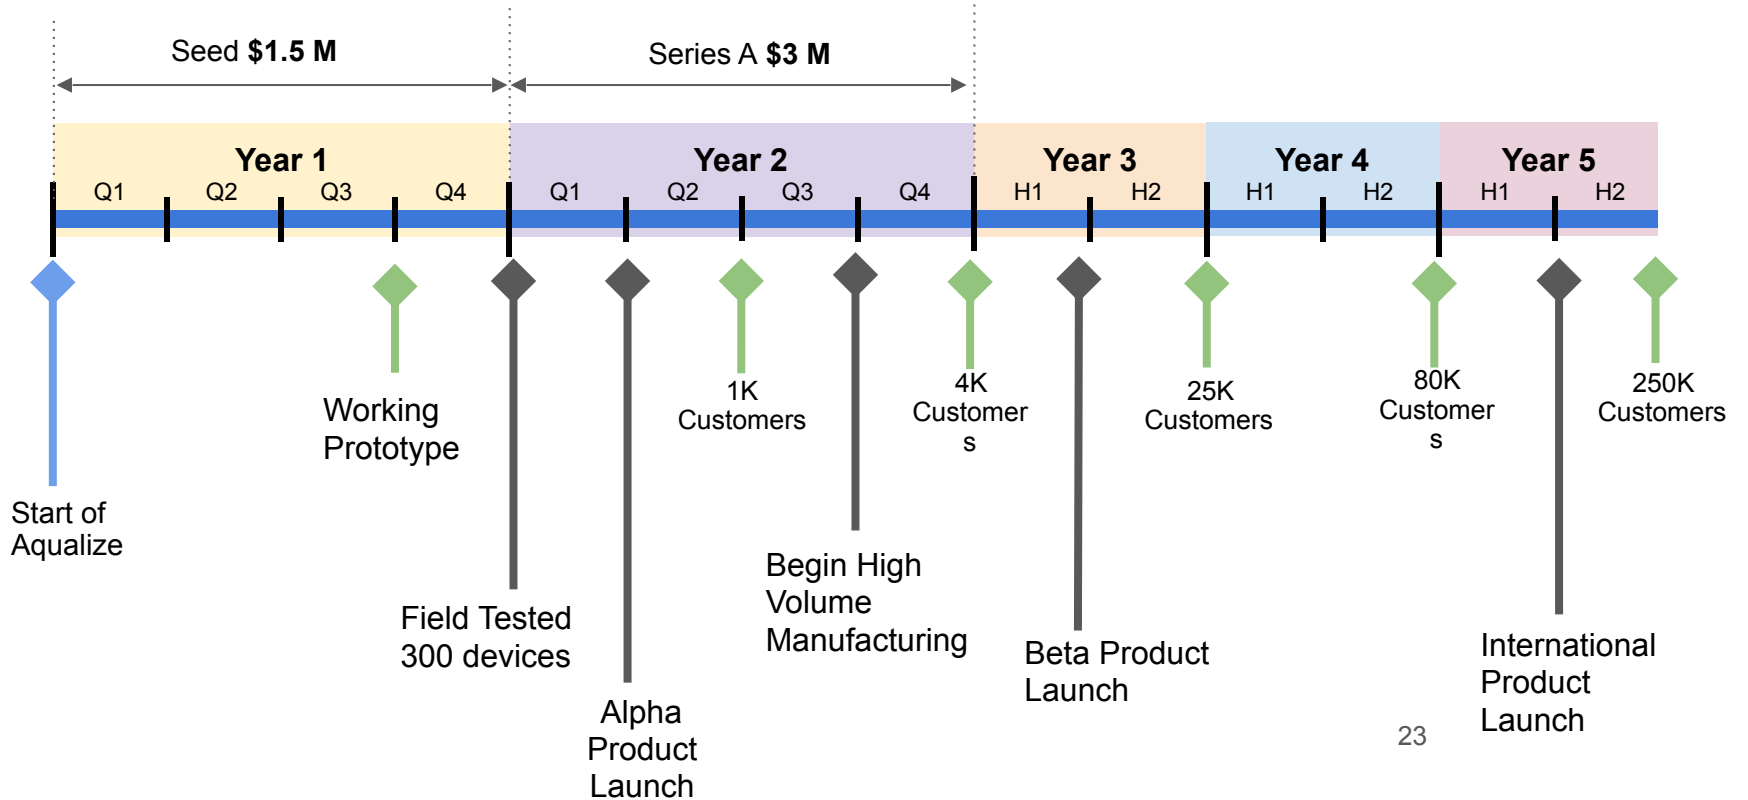 Seed $1.5 M
Series A $3 M
Year 1
Year 2
Year 3
Year 4
Year 5
Q1
Q2
Q3
Q4
Q1
Q2
Q3
Q4
H1
H2
H1
H2
H1
H2
Start of
Aqualize
Working
Prototype
Field Tested
300 devices
Alpha
Product
Launch
1K
Customers
Begin High
Volume
Manufacturing
4K
Customer
s
Beta Product
Launch
25K
Customers
80K
Customer
s
International
Product
Launch
250K
Customers
23